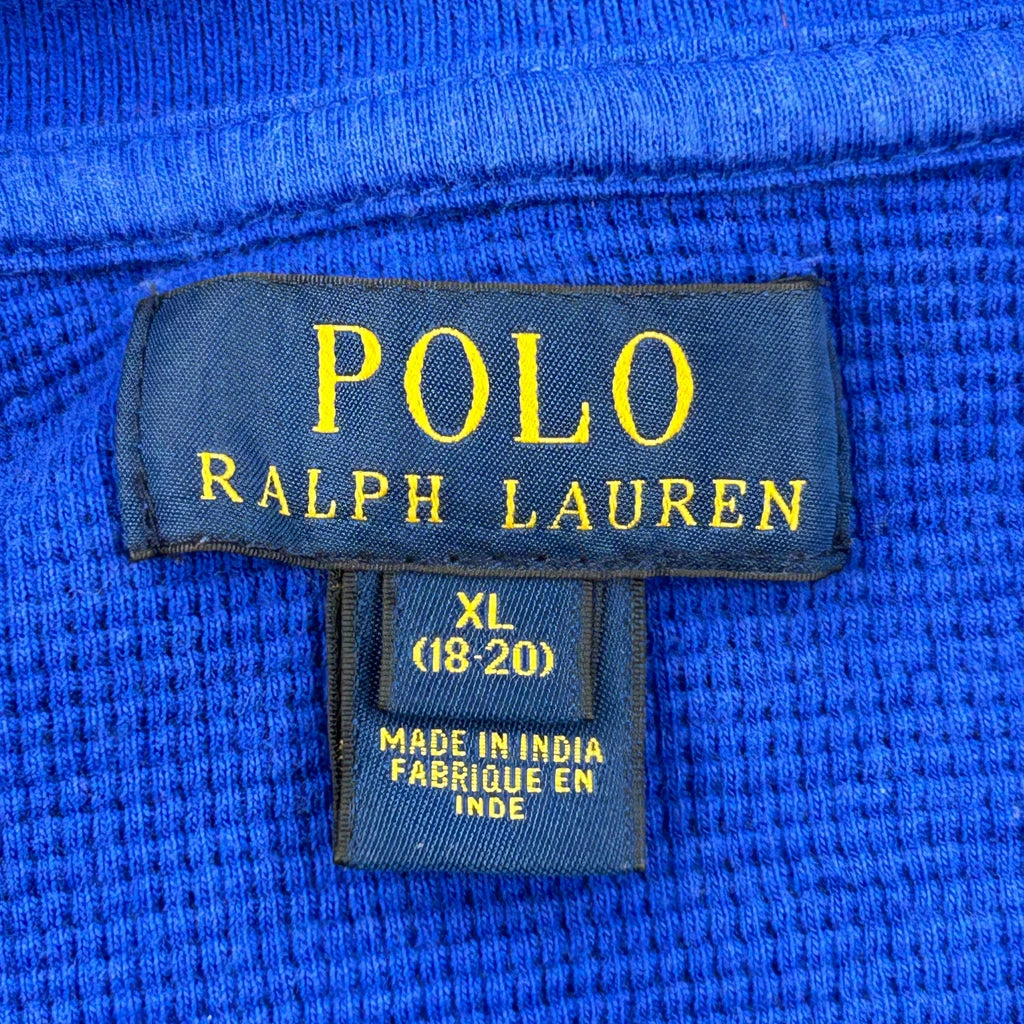 POLO
RALPH LAUREN
XL
(18-20)
MADE IN INDIA
FABRIQUE EN
INDE